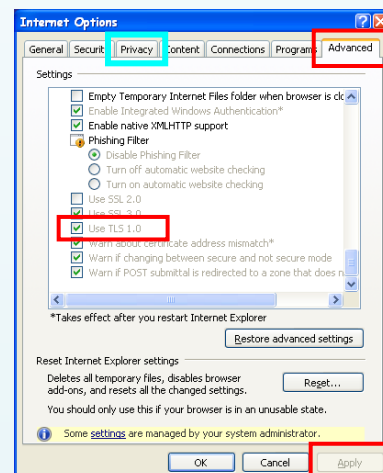 Internet Options
General Securit Privacy Content Connections Programs Advanced
Settings
Empty Temporary Internet Files folder when browser is clo
Enable Integrated Windows Authentication*
Enable native XMLHTTP support
Phishing Filter
Disable Phishing Filter
Turn off automatic website checking
Turn on automatic website checking
Use SSL 2.0
Use SSL 3.0
Use TLS 1.0
Warn about certificate address mismatch*
Warn if changing between secure and not secure mode
Warn if POST submittal is redirected to a zone that does n
*Takes effect after you restart Internet Explorer
Restore advanced settings
Reset Internet Explorer settings
Deletes all temporary files, disables browser
add-ons, and resets all the changed settings.
Reset...
You should only use this if your browser is in an unusable state.
Some settings are managed by your system administrator.
OK Cancel Apply